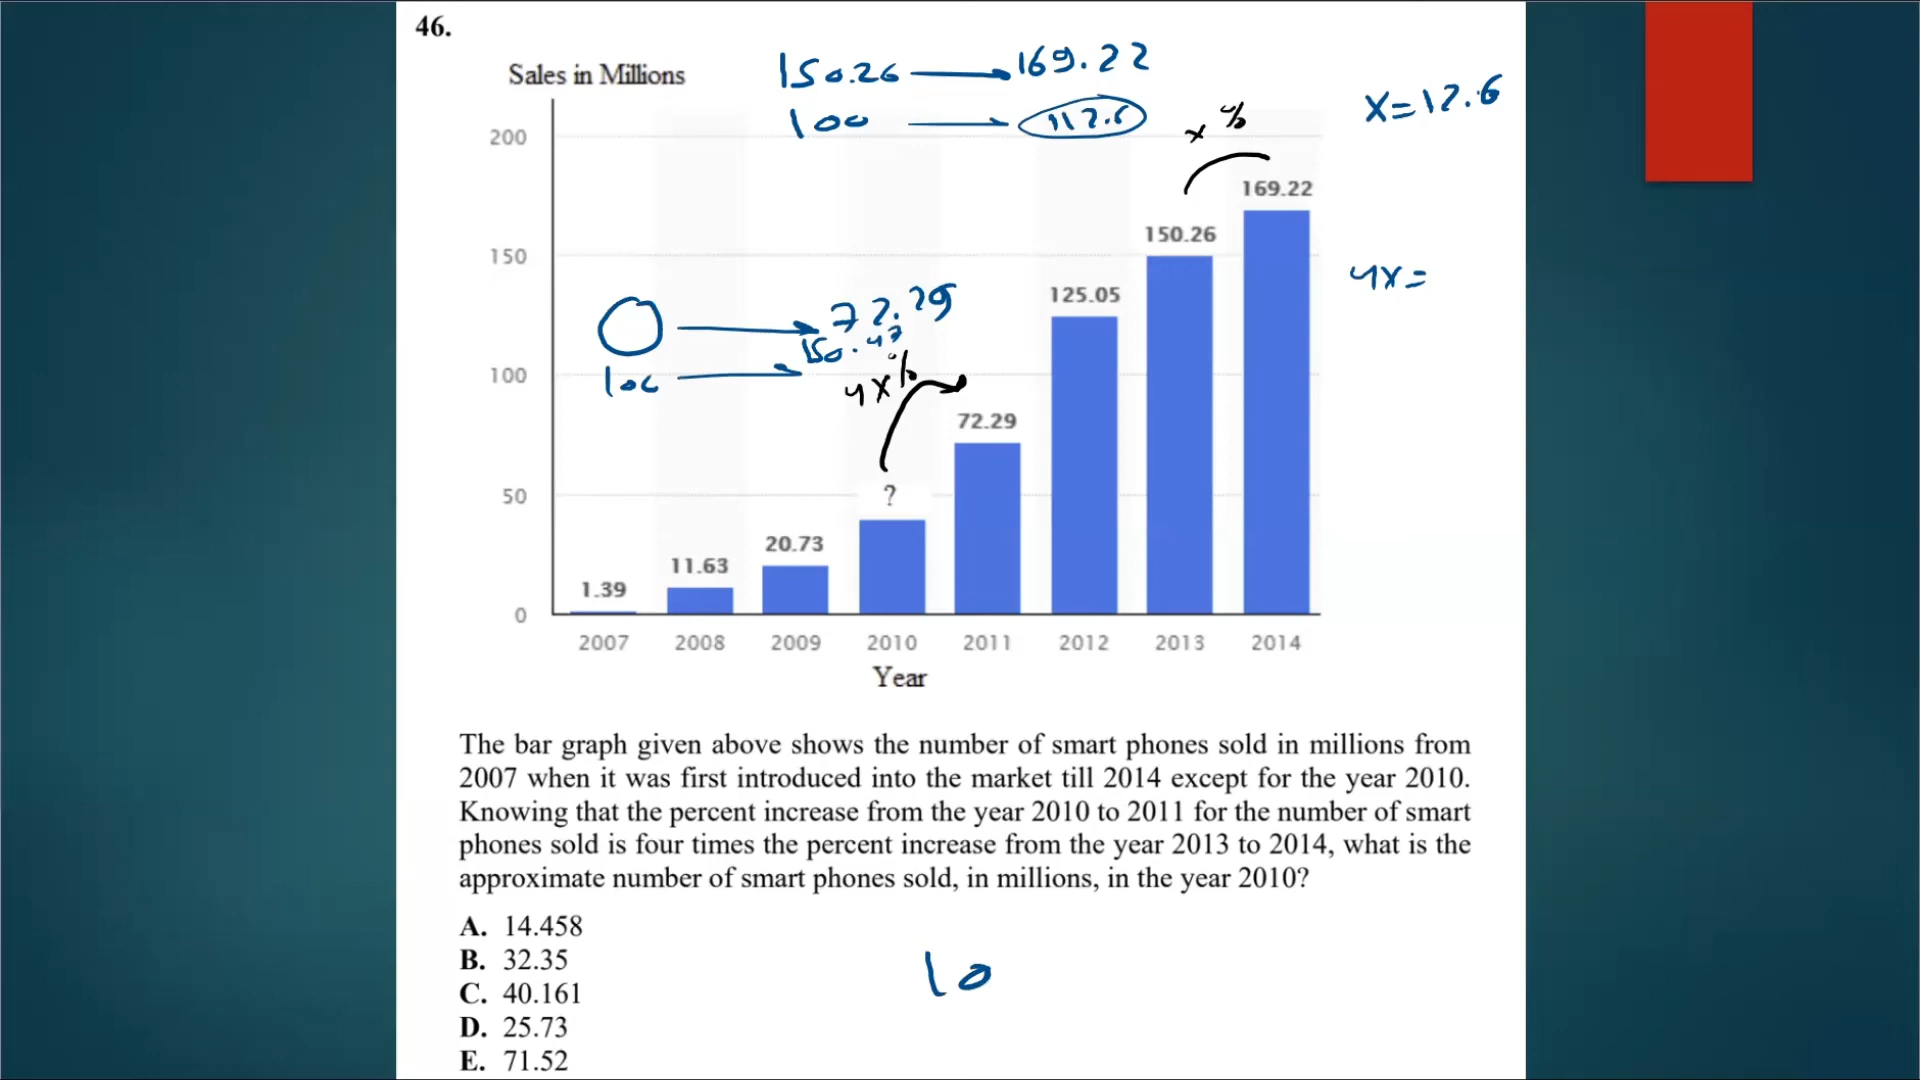 46.
Sales in Millions
150.26 → 169.22
100 → 112.6
x %
x=12.6
200
169.22
150
150.26
4x=
125.05
72.29
150.47
100
100
4x%
72.29
50
?
20.73
11.63
1.39
0
2007 2008 2009 2010 2011 2012 2013 2014
Year
The bar graph given above shows the number of smart phones sold in millions from
2007 when it was first introduced into the market till 2014 except for the year 2010.
Knowing that the percent increase from the year 2010 to 2011 for the number of smart
phones sold is four times the percent increase from the year 2013 to 2014, what is the
approximate number of smart phones sold, in millions, in the year 2010?
A. 14.458
B. 32.35
C. 40.161
D. 25.73
E. 71.52
10